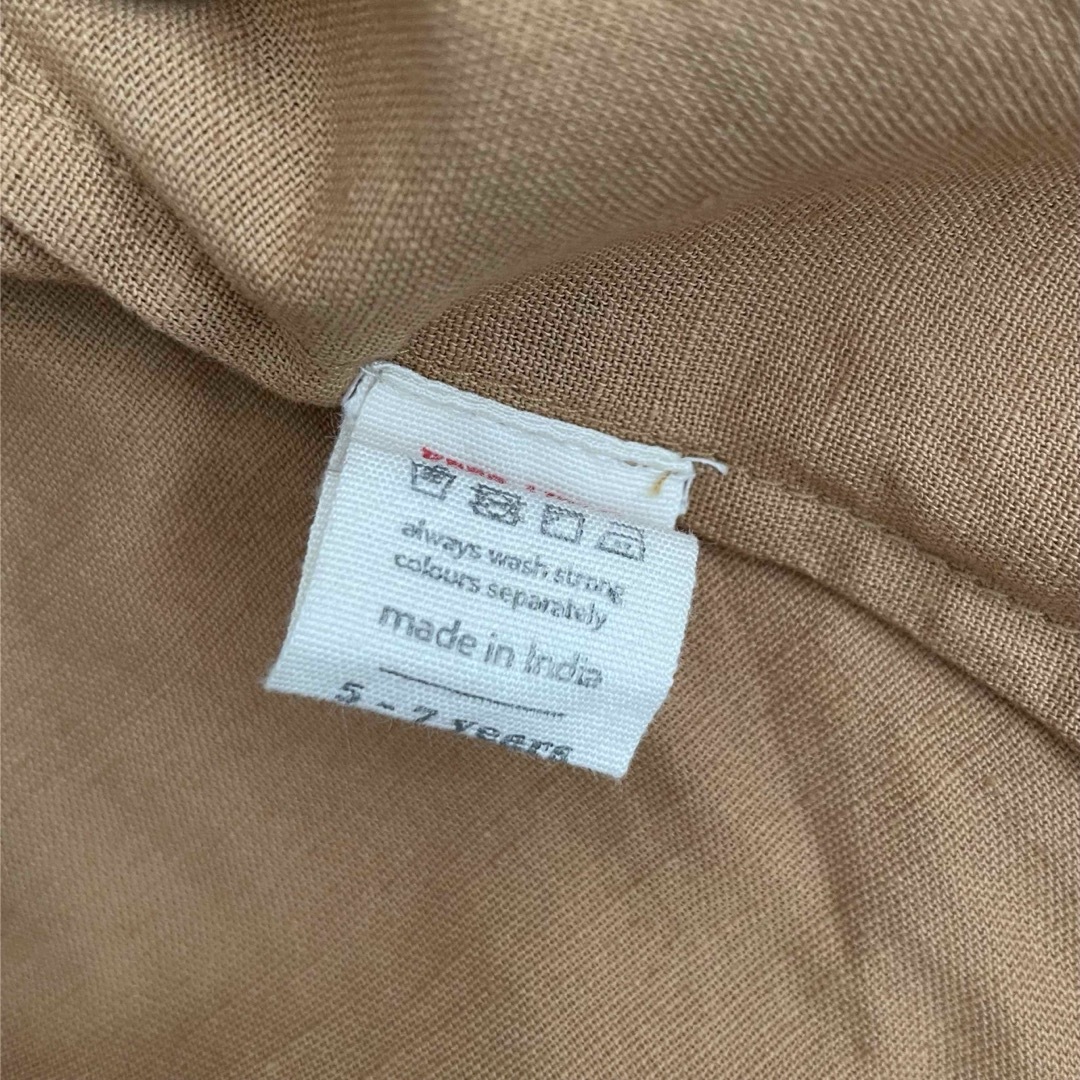 always wash strong
colours separately
made in India
5 - 7 years